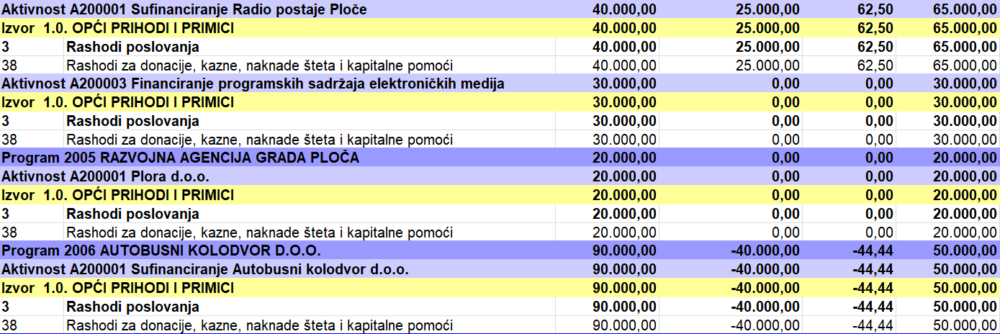 Aktivnost A200001 Sufinanciranje Radio postaje Ploče 40.000,00 25.000,00 62,50 65.000,00
Izvor 1.0. OPĆI PRIHODI I PRIMICI 40.000,00 25.000,00 62,50 65.000,00
3 Rashodi poslovanja 40.000,00 25.000,00 62,50 65.000,00
38 Rashodi za donacije, kazne, naknade šteta i kapitalne pomoći 40.000,00 25.000,00 62,50 65.000,00
Aktivnost A200003 Financiranje programskih sadržaja elektroničkih medija 30.000,00 0,00 0,00 30.000,00
Izvor 1.0. OPĆI PRIHODI I PRIMICI 30.000,00 0,00 0,00 30.000,00
3 Rashodi poslovanja 30.000,00 0,00 0,00 30.000,00
38 Rashodi za donacije, kazne, naknade šteta i kapitalne pomoći 30.000,00 0,00 0,00 30.000,00
Program 2005 RAZVOJNA AGENCIJA GRADA PLOČA 20.000,00 0,00 0,00 20.000,00
Aktivnost A200001 Plora d.o.o. 20.000,00 0,00 0,00 20.000,00
Izvor 1.0. OPĆI PRIHODI I PRIMICI 20.000,00 0,00 0,00 20.000,00
3 Rashodi poslovanja 20.000,00 0,00 0,00 20.000,00
38 Rashodi za donacije, kazne, naknade šteta i kapitalne pomoći 20.000,00 0,00 0,00 20.000,00
Program 2006 AUTOBUSNI KOLODVOR D.O.O. 90.000,00 -40.000,00 -44,44 50.000,00
Aktivnost A200001 Sufinanciranje Autobusni kolodvor d.o.o. 90.000,00 -40.000,00 -44,44 50.000,00
Izvor 1.0. OPĆI PRIHODI I PRIMICI 90.000,00 -40.000,00 -44,44 50.000,00
3 Rashodi poslovanja 90.000,00 -40.000,00 -44,44 50.000,00
38 Rashodi za donacije, kazne, naknade šteta i kapitalne pomoći 90.000,00 -40.000,00 -44,44 50.000,00